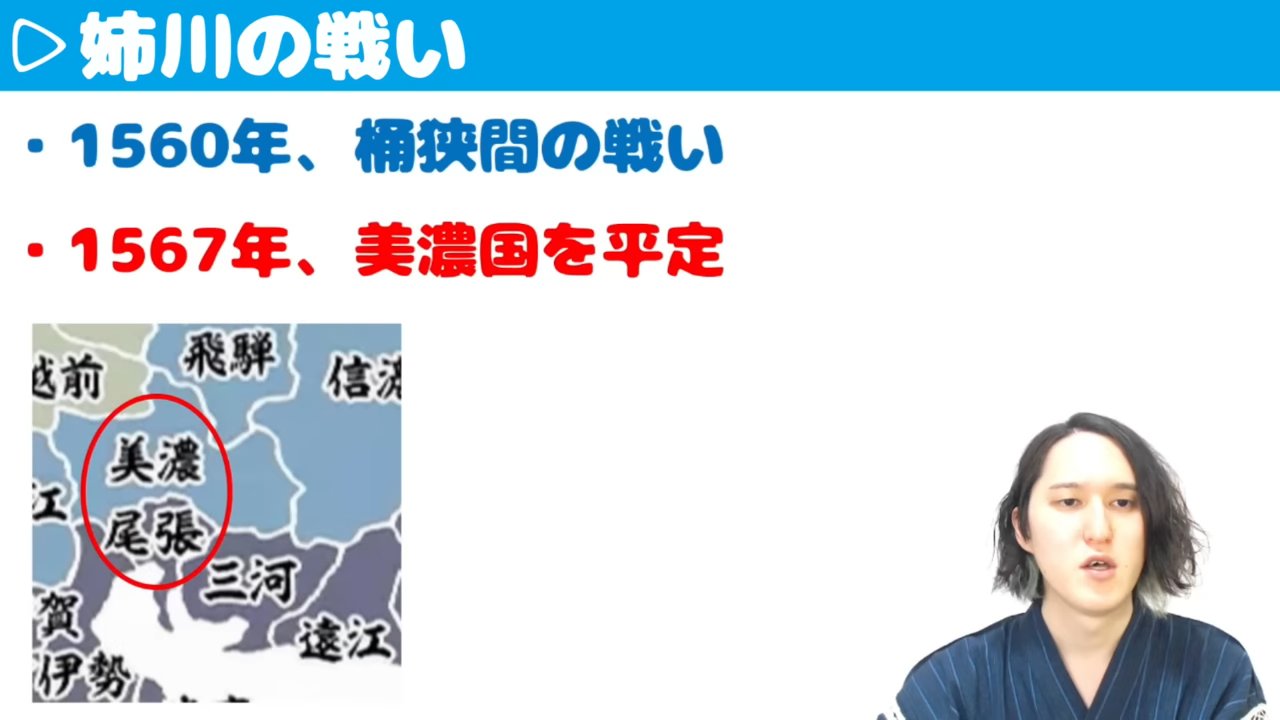 姉川の戦い
・1560年、桶狭間の戦い
・1567年、美濃国を平定
飛騨
越前
信濃
美濃
江
尾張
三河
賀
遠江
伊勢